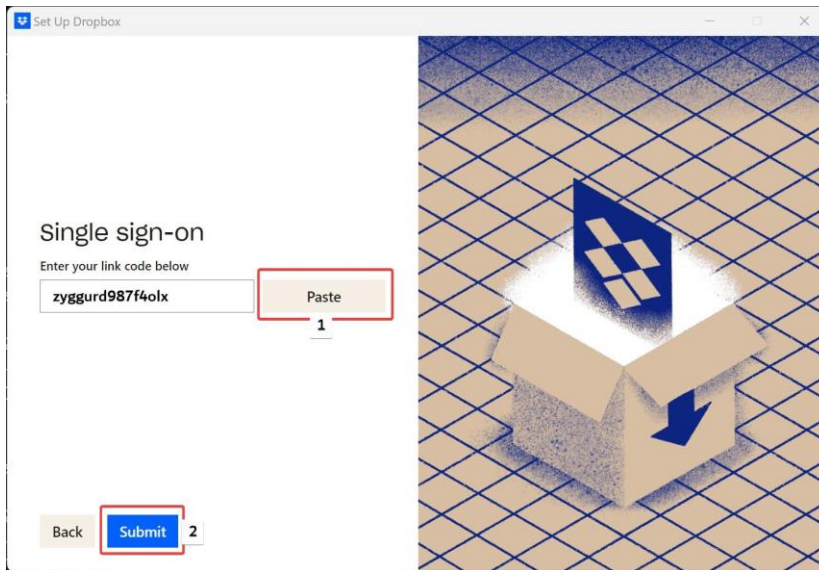 Set Up Dropbox
Single sign-on
Enter your link code below
zyggurd987f4olx
Paste
1
Back
Submit
2